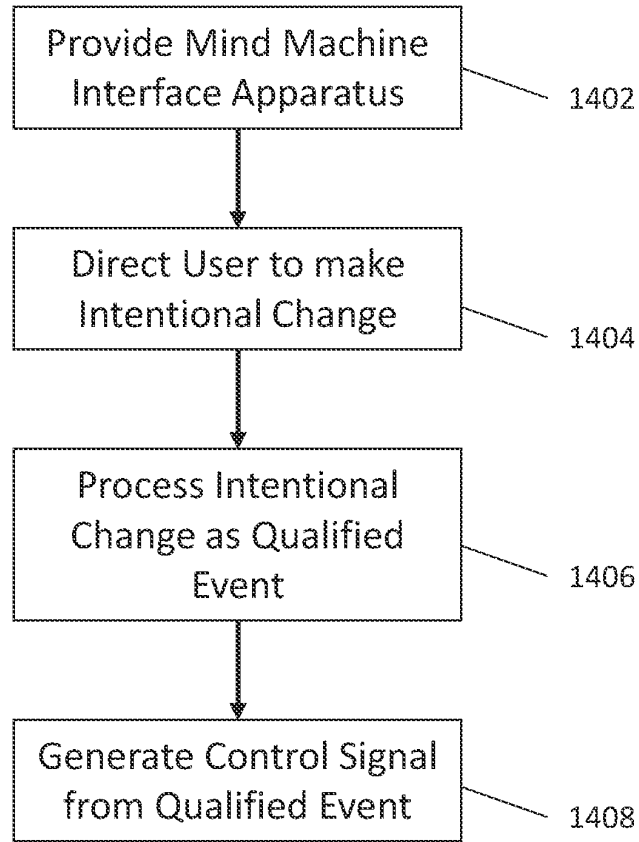 Provide Mind Machine
Interface Apparatus
1402
Direct User to make
Intentional Change
1404
Process Intentional
Change as Qualified
Event
1406
Generate Control Signal
from Qualified Event
1408